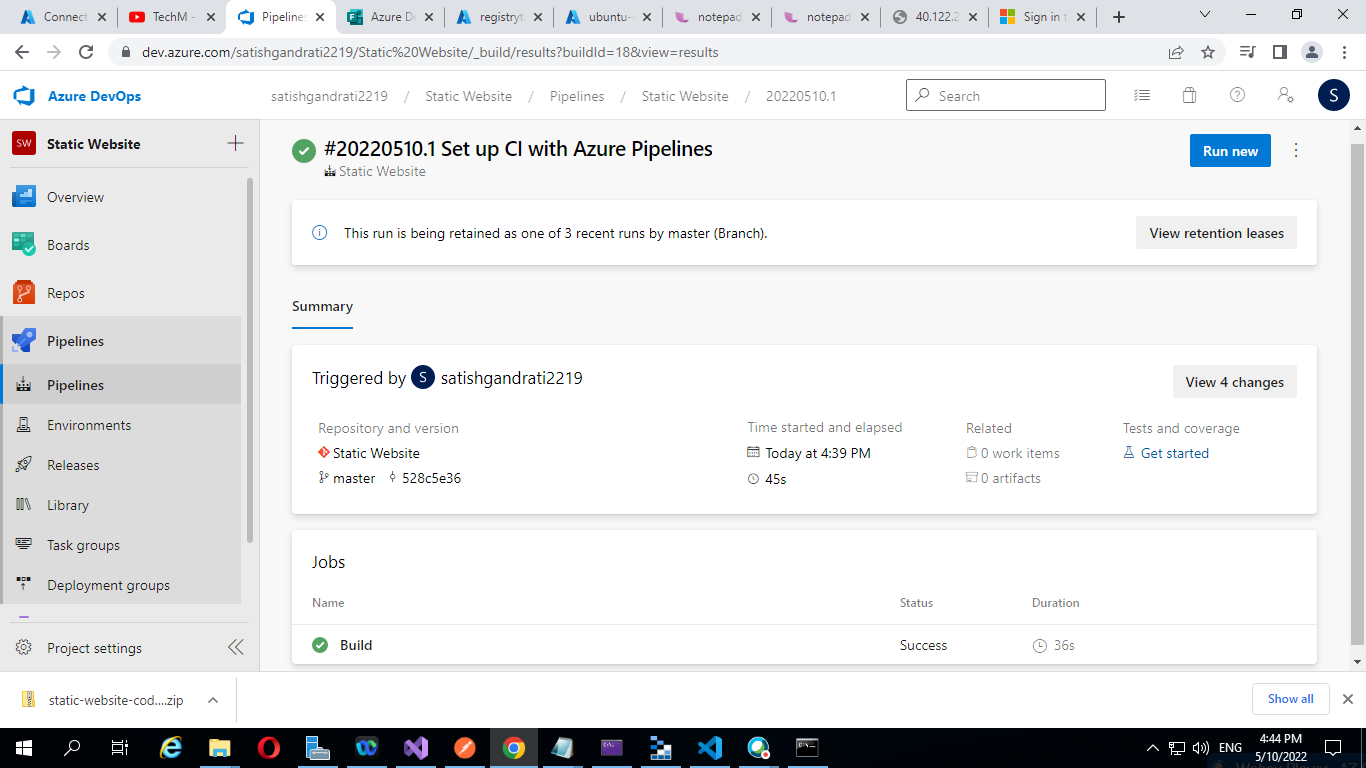 Connect
TechM -
Pipeline
Azure De
registryt
ubuntu-
notepad
notepad
40.122.2
Sign in t
dev.azure.com/satishgandrati2219/Static%20Website/_build/results?buildId=18&view=results
Azure DevOps
satishgandrati2219 / Static Website / Pipelines / Static Website / 20220510.1
Search
S
SW Static Website
Overview
Boards
Repos
Pipelines
Pipelines
Environments
Releases
Library
Task groups
Deployment groups
Project settings
#20220510.1 Set up CI with Azure Pipelines
Static Website
Run new
This run is being retained as one of 3 recent runs by master (Branch).
View retention leases
Summary
Triggered by S satishgandrati2219
View 4 changes
Repository and version
Static Website
master 528c5e36
Time started and elapsed
Today at 4:39 PM
45s
Related
0 work items
0 artifacts
Tests and coverage
Get started
Jobs
Name Status Duration
Build Success 36s
static-website-cod....zip
Show all
ENG
4:44 PM
5/10/2022